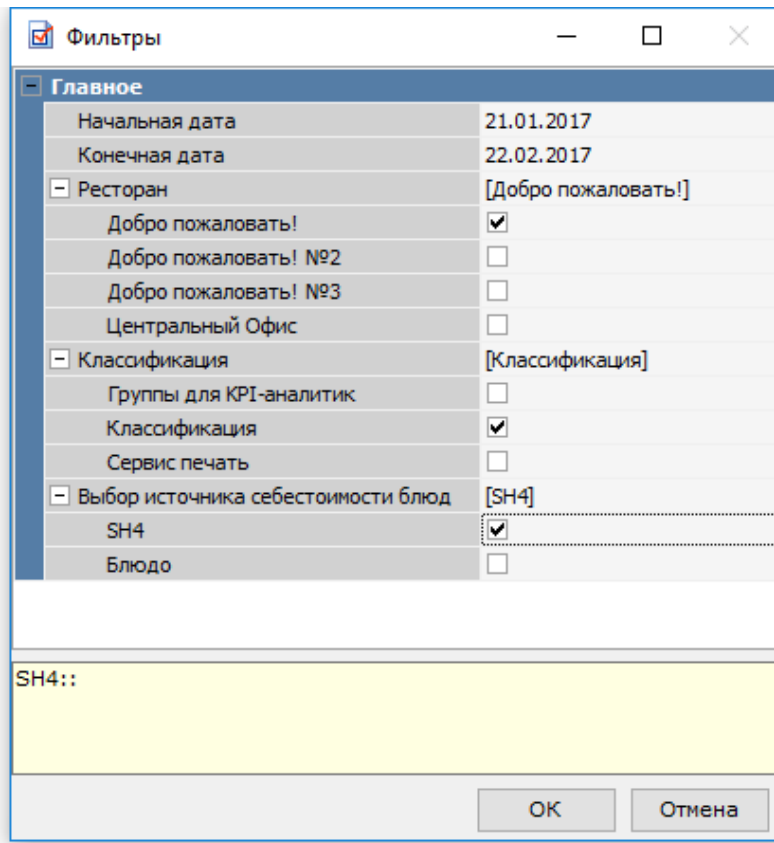 Фильтры
Главное
Начальная дата 21.01.2017
Конечная дата 22.02.2017
Ресторан [Добро пожаловать!]
Добро пожаловать!
Добро пожаловать! №2
Добро пожаловать! №3
Центральный Офис
Классификация [Классификация]
Группы для KPI-аналитик
Классификация
Сервис печать
Выбор источника себестоимости блюд [SH4]
SH4
Блюдо
SH4::
ОК Отмена